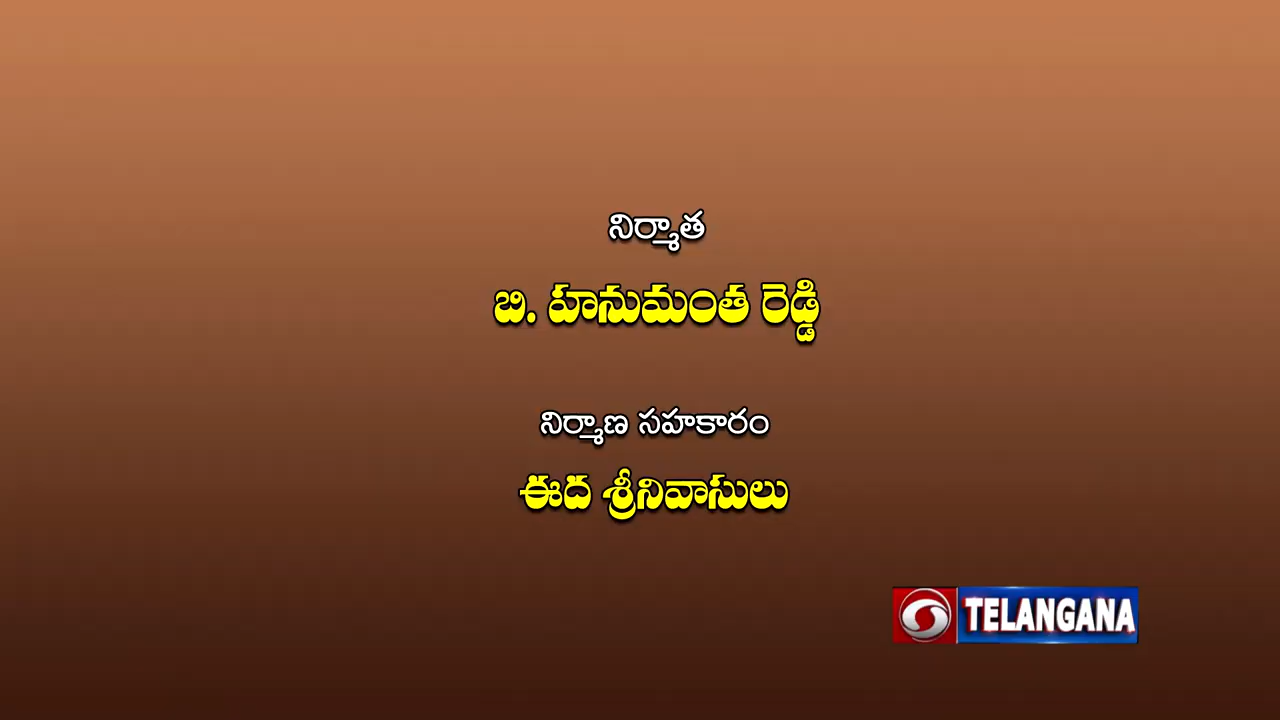 నిర్మాత
బి. హనుమంత రెడ్డి
నిర్మాణ సహకారం
ఈద శ్రీనివాసులు
TELANGANA